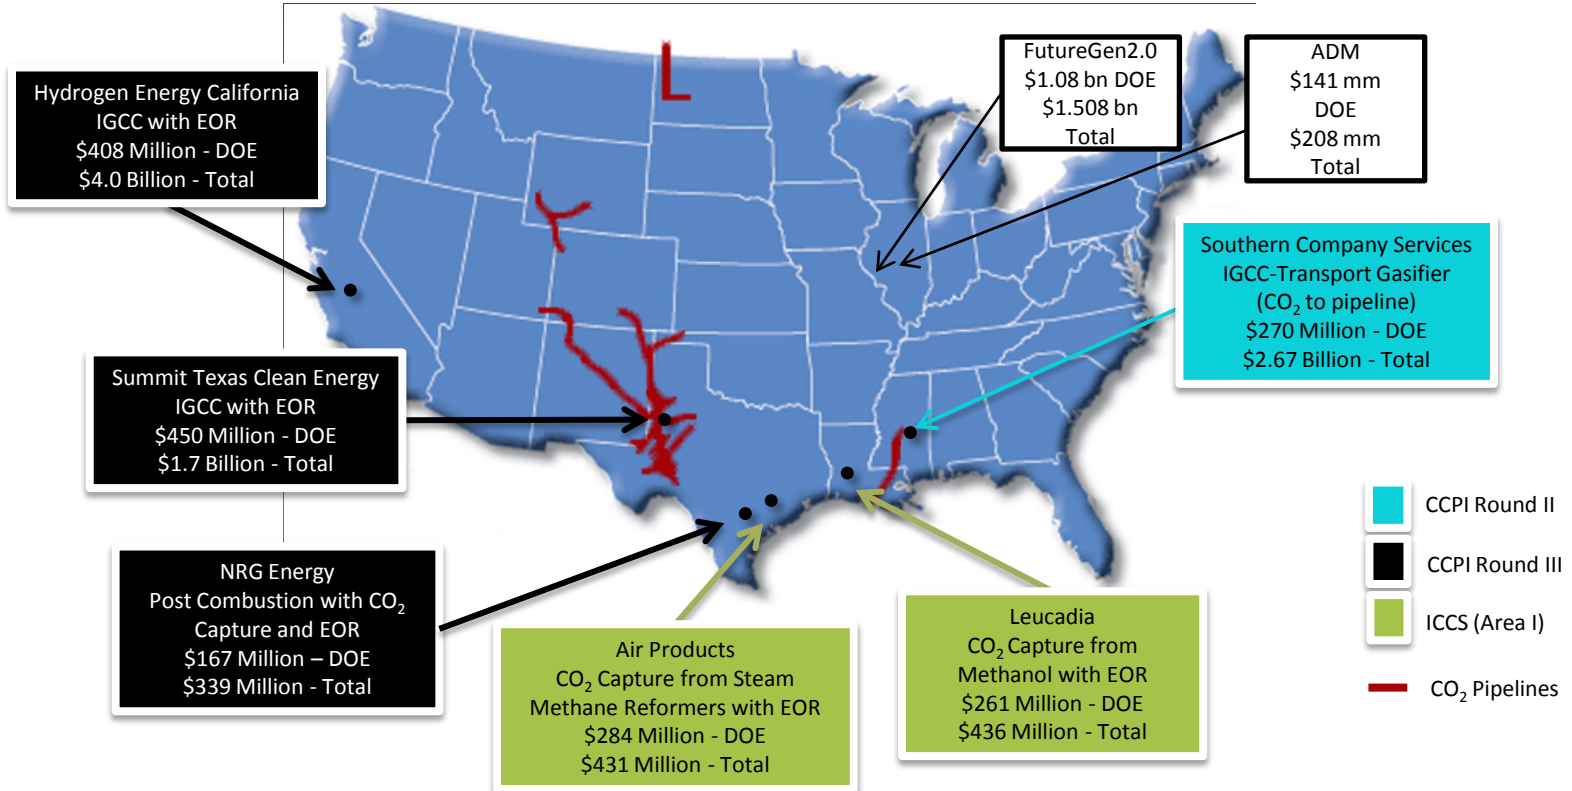 FutureGen2.0
$1.08 bn DOE
$1.508 bn
Total
ADM
$141 mm
DOE
$208 mm
Total
Hydrogen Energy California
IGCC with EOR
$408 Million - DOE
$4.0 Billion - Total
Southern Company Services
IGCC-Transport Gasifier
(CO₂ to pipeline)
$270 Million - DOE
$2.67 Billion - Total
Summit Texas Clean Energy
IGCC with EOR
$450 Million - DOE
$1.7 Billion - Total
NRG Energy
Post Combustion with CO₂
Capture and EOR
$167 Million – DOE
$339 Million - Total
Air Products
CO₂ Capture from Steam
Methane Reformers with EOR
$284 Million - DOE
$431 Million - Total
Leucadia
CO₂ Capture from
Methanol with EOR
$261 Million - DOE
$436 Million - Total
CCPI Round II
CCPI Round III
ICCS (Area I)
CO₂ Pipelines